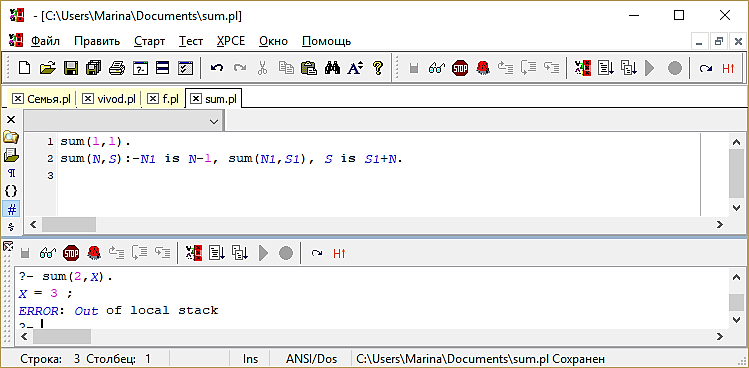 - [C:\Users\Marina\Documents\sum.pl]
Файл Править Старт Тест XPCE Окно Помощь
Семья.pl vivod.pl f.pl sum.pl
1 sum(1,1).
2 sum(N,S):-N1 is N-1, sum(N1,S1), S is S1+N.
3
?- sum(2,X).
X = 3 ;
ERROR: Out of local stack
?-
Строка: 3 Столбец: 1 Ins ANSI/Dos C:\Users\Marina\Documents\sum.pl Сохранен